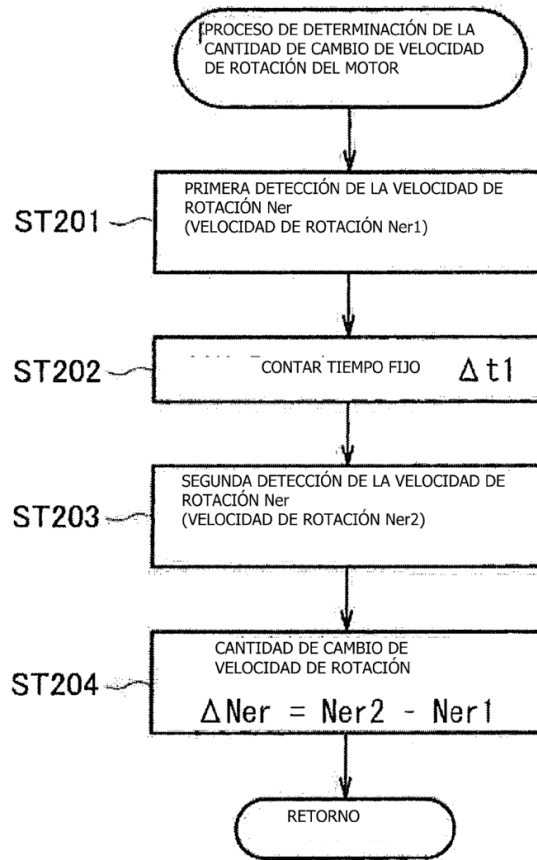 PROCESO DE DETERMINACIÓN DE LA
CANTIDAD DE CAMBIO DE VELOCIDAD
DE ROTACIÓN DEL MOTOR
ST201
PRIMERA DETECCIÓN DE LA VELOCIDAD DE
ROTACIÓN Ner
(VELOCIDAD DE ROTACIÓN Ner1)
ST202
CONTAR TIEMPO FIJO Δt1
ST203
SEGUNDA DETECCIÓN DE LA VELOCIDAD DE
ROTACIÓN Ner
(VELOCIDAD DE ROTACIÓN Ner2)
ST204
CANTIDAD DE CAMBIO DE
VELOCIDAD DE ROTACIÓN
ΔNer = Ner2 - Ner1
RETORNO